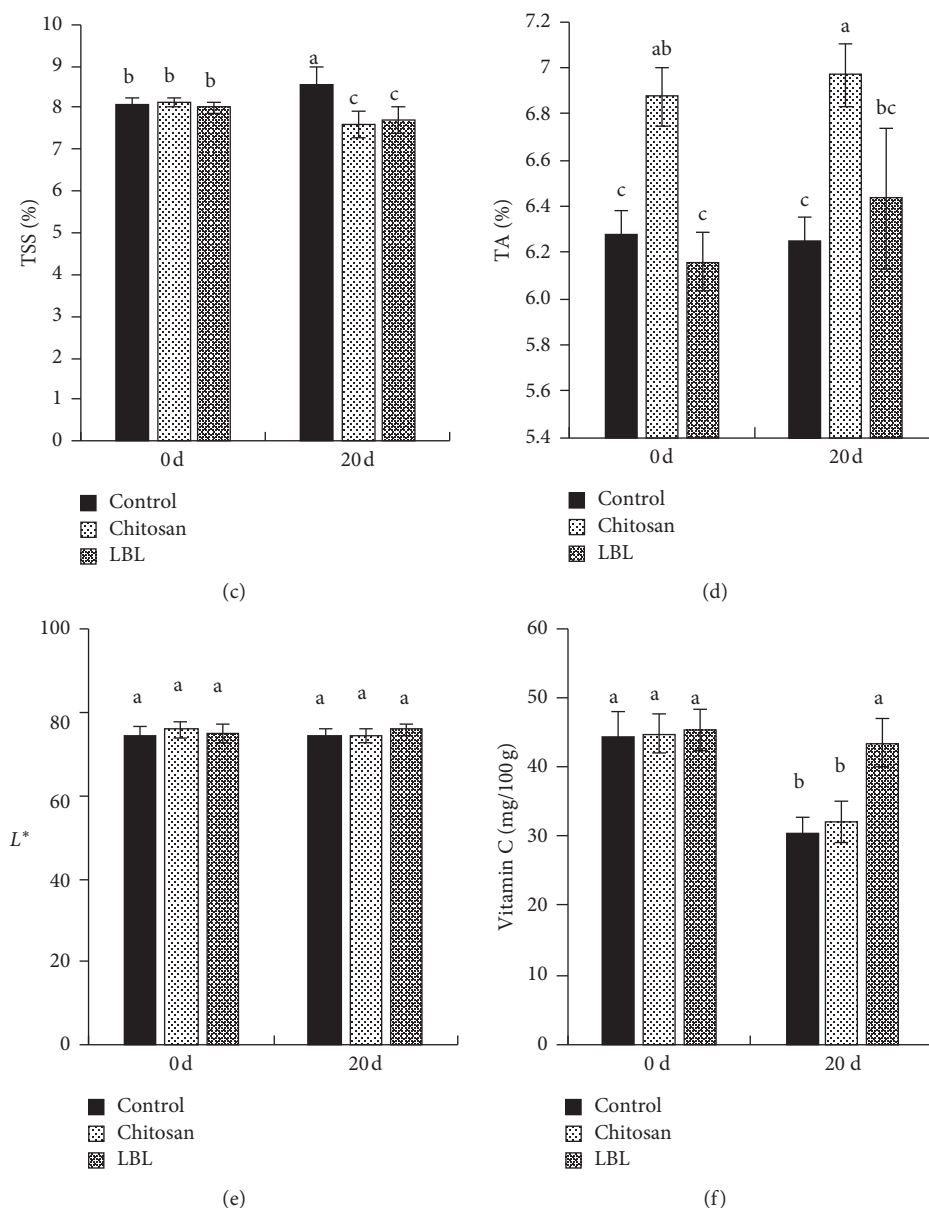 10
9
8
7
6
5
4
3
2
1
0
TSS (%)
b
b
b
a
c
c
0 d
20 d
Control
Chitosan
LBL
(c)
7.2
7
6.8
6.6
6.4
6.2
6.0
5.8
5.6
5.4
TA (%)
c
ab
c
c
a
bc
0 d
20 d
Control
Chitosan
LBL
(d)
100
80
60
40
20
0
L*
a
a
a
a
a
a
0 d
20 d
Control
Chitosan
LBL
(e)
60
50
40
30
20
10
0
Vitamin C (mg/100 g)
a
a
a
b
b
a
0 d
20 d
Control
Chitosan
LBL
(f)